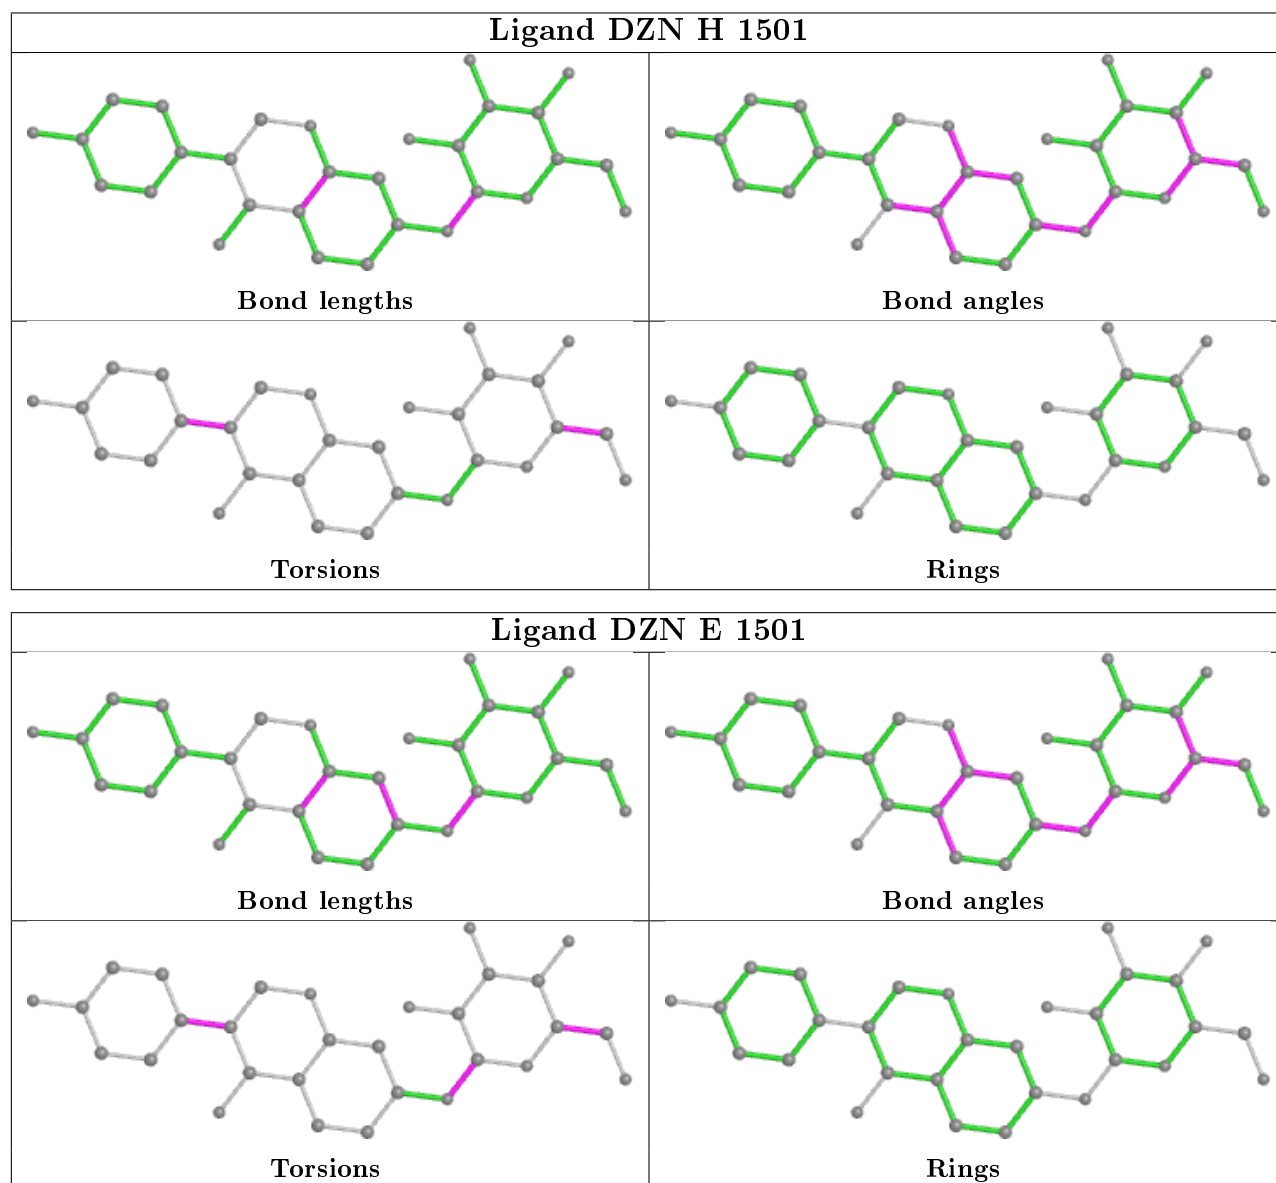 Ligand DZN H 1501
Bond lengths
Bond angles
Torsions
Rings
Ligand DZN E 1501
Bond lengths
Bond angles
Torsions
Rings